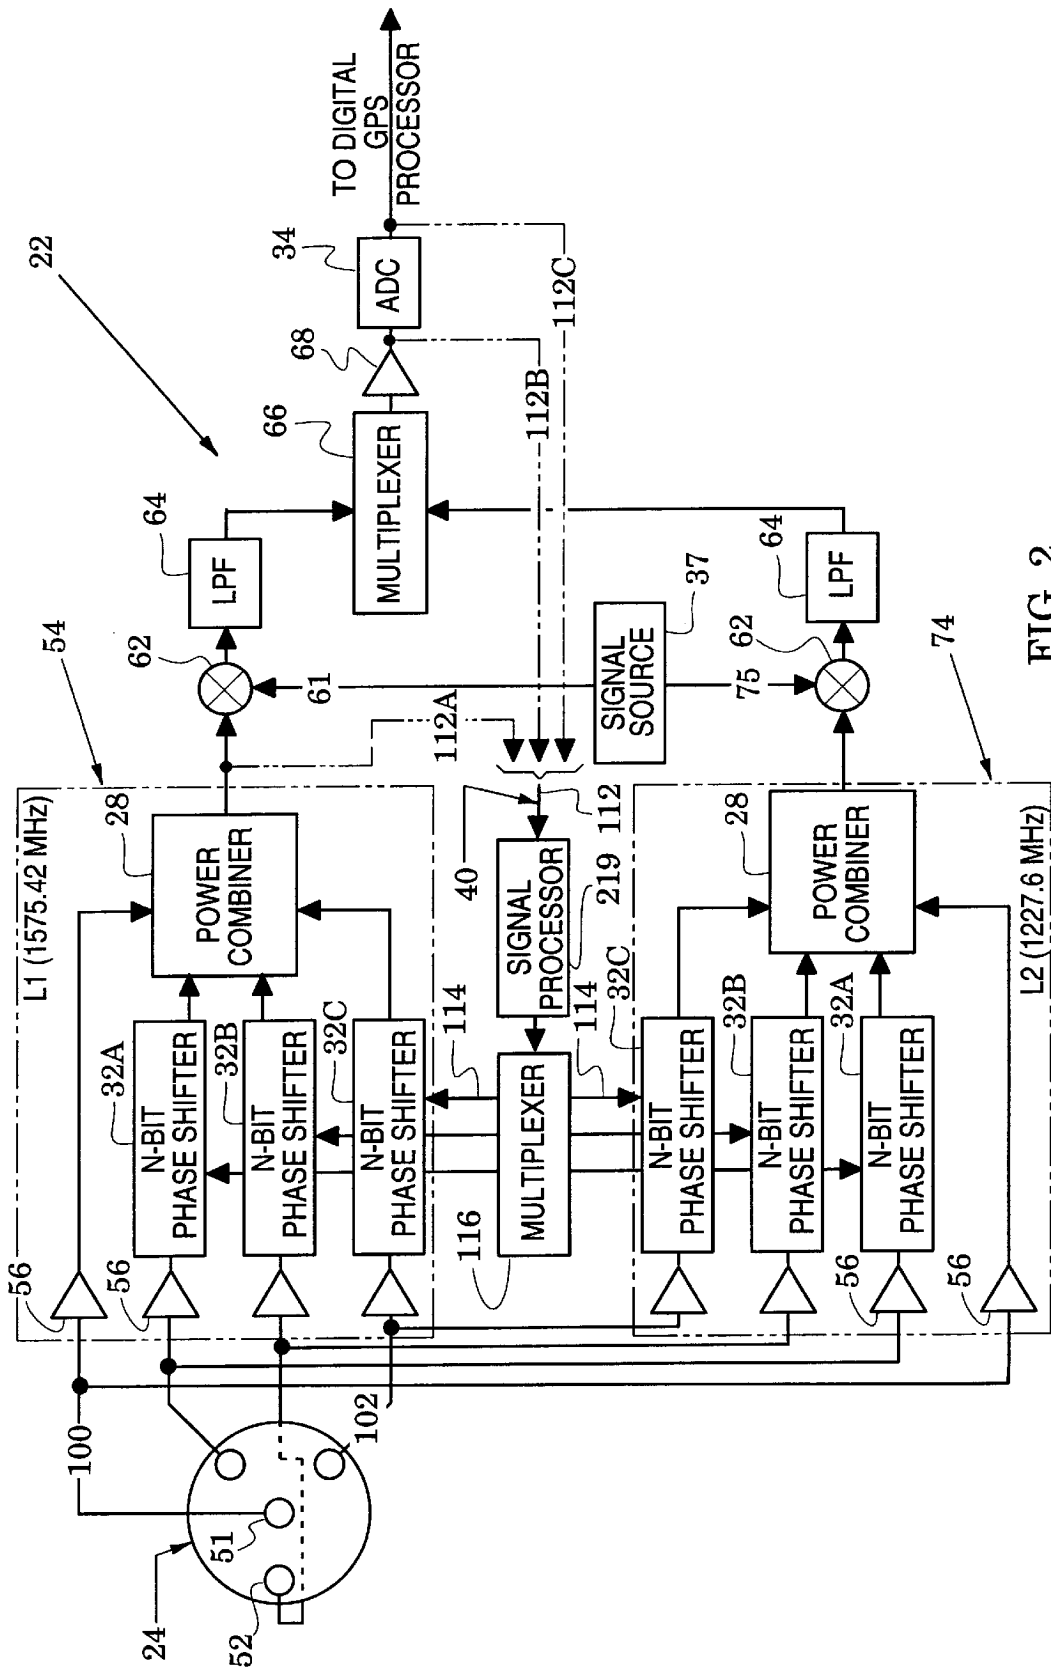 24
52
51
100
102
56
56
L1 (1575.42 MHz)
54
N-BIT
PHASE SHIFTER
32A
N-BIT
PHASE SHIFTER
32B
N-BIT
PHASE SHIFTER
32C
POWER
COMBINER
28
62
61
LPF
64
22
MULTIPLEXER
66
68
ADC
34
TO DIGITAL
GPS
PROCESSOR
112A
112B
112C
116
MULTIPLEXER
114
114
SIGNAL
PROCESSOR
219
40
112
SIGNAL
SOURCE
37
75
62
LPF
64
N-BIT
PHASE SHIFTER
32C
N-BIT
PHASE SHIFTER
32B
N-BIT
PHASE SHIFTER
32A
56
56
POWER
COMBINER
28
L2 (1227.6 MHz)
74
FIG. 2